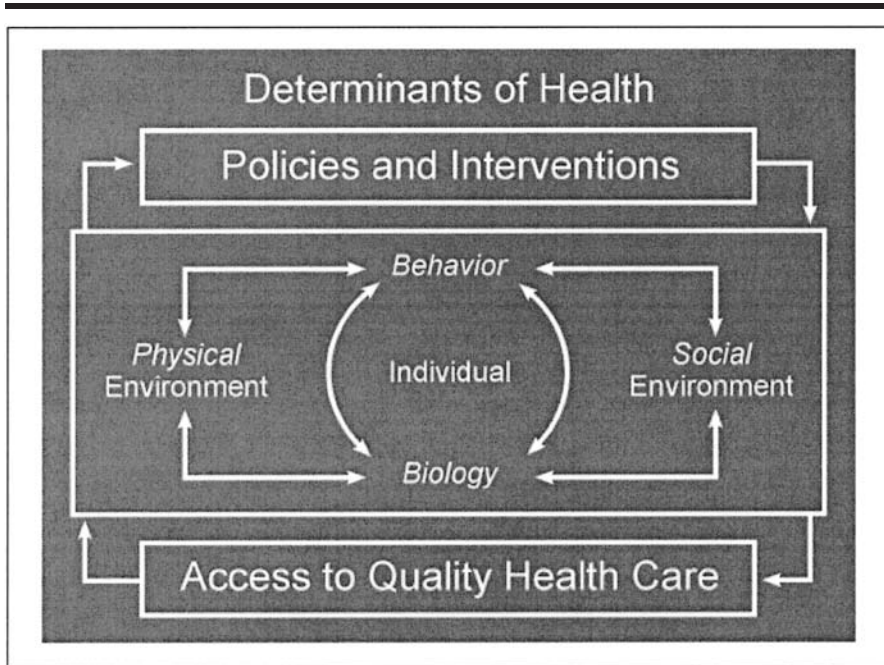 Determinants of Health
Policies and Interventions
Behavior
Physical
Environment
Individual
Social
Environment
Biology
Access to Quality Health Care